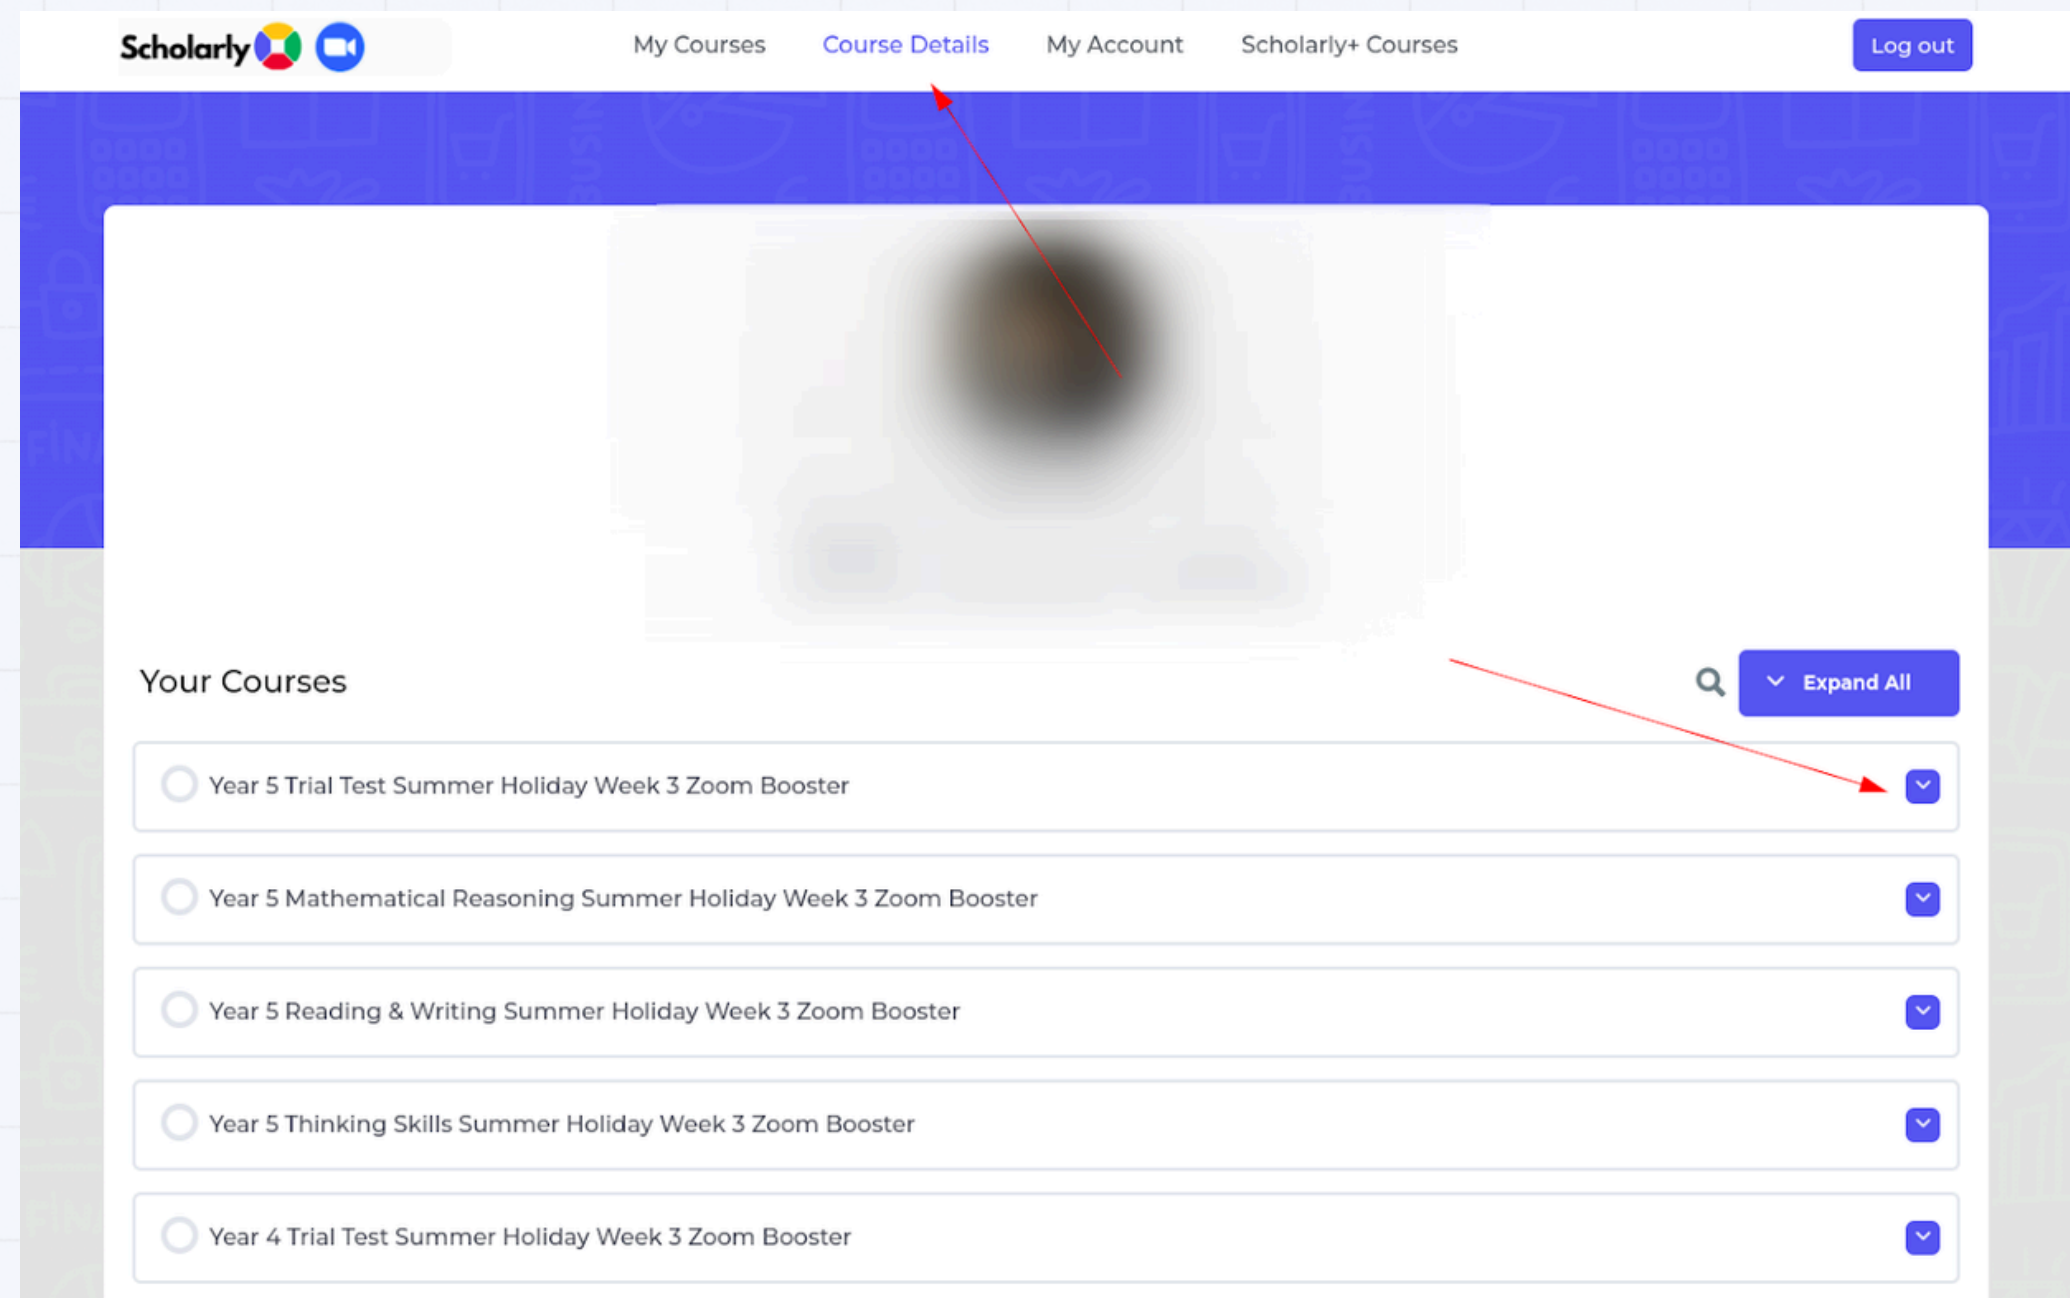 Scholarly
My Courses
Course Details
My Account
Scholarly+ Courses
Log out
BUSIN
BUSIN
FINA
Your Courses
Expand All
Year 5 Trial Test Summer Holiday Week 3 Zoom Booster
Year 5 Mathematical Reasoning Summer Holiday Week 3 Zoom Booster
Year 5 Reading & Writing Summer Holiday Week 3 Zoom Booster
Year 5 Thinking Skills Summer Holiday Week 3 Zoom Booster
Year 4 Trial Test Summer Holiday Week 3 Zoom Booster